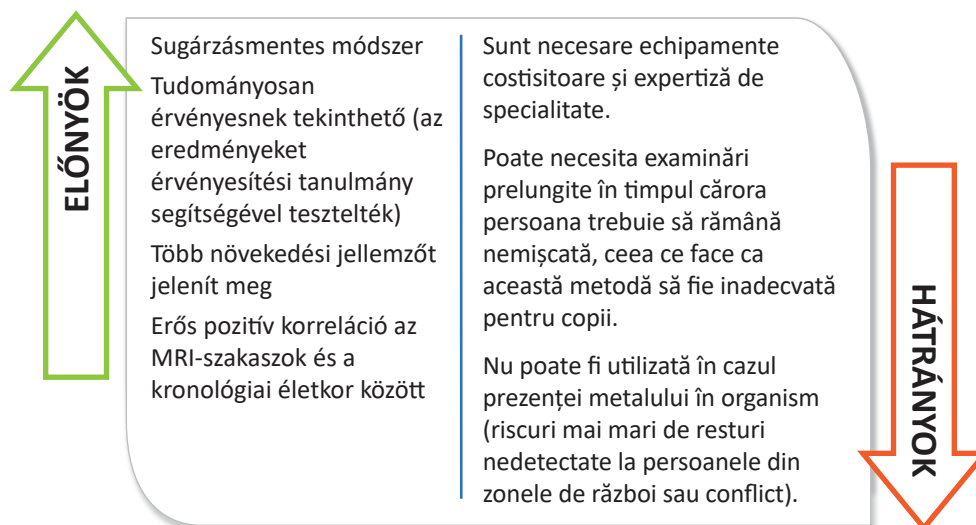 ELŐNYÖK
Sugárzásmentes módszer
Tudományosan
érvényesnek tekinthető (az
eredményeket
érvényesítési tanulmány
segítségével tesztelték)
Több növekedési jellemzőt
jelenít meg
Erős pozitív korreláció az
MRI-szakaszok és a
kronológiai életkor között
Sunt necesare echipamente
costisitoare și expertiză de
specialitate.
Poate necesita examinări
prelungite în timpul cărora
persoana trebuie să rămână
nemișcată, ceea ce face ca
această metodă să fie inadecvată
pentru copii.
Nu poate fi utilizată în cazul
prezenței metalului în organism
(riscuri mai mari de resturi
nedetectate la persoanele din
zonele de război sau conflict).
HÁTRÁNYOK